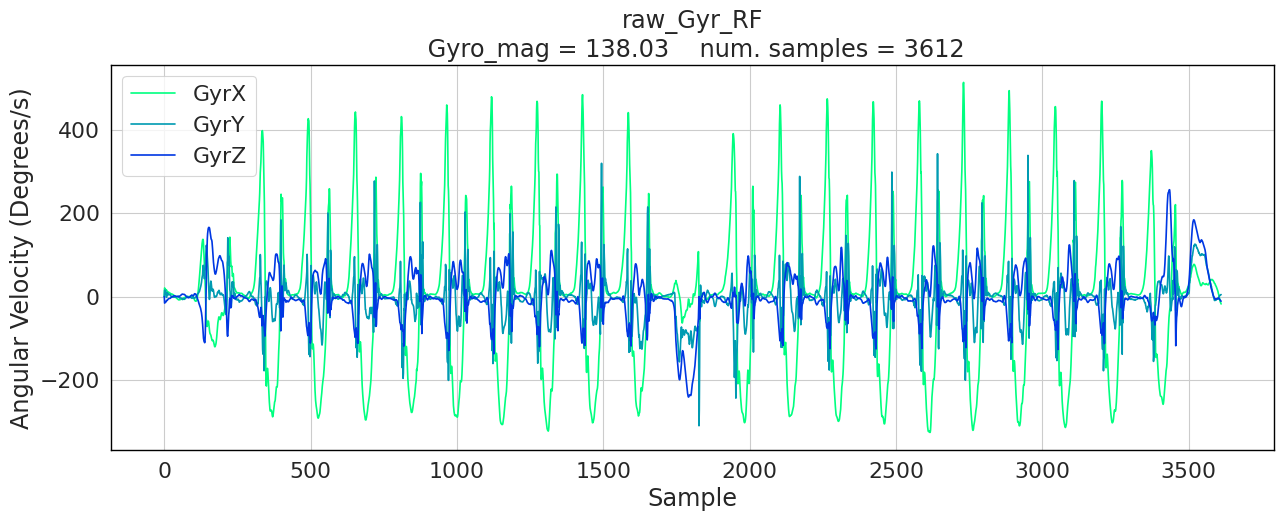 raw_Gyr_RF
Gyro_mag = 138.03    num. samples = 3612
GyrX
GyrY
GyrZ
Angular Velocity (Degrees/s)
400
200
0
−200
0
500
1000
1500
2000
2500
3000
3500
Sample